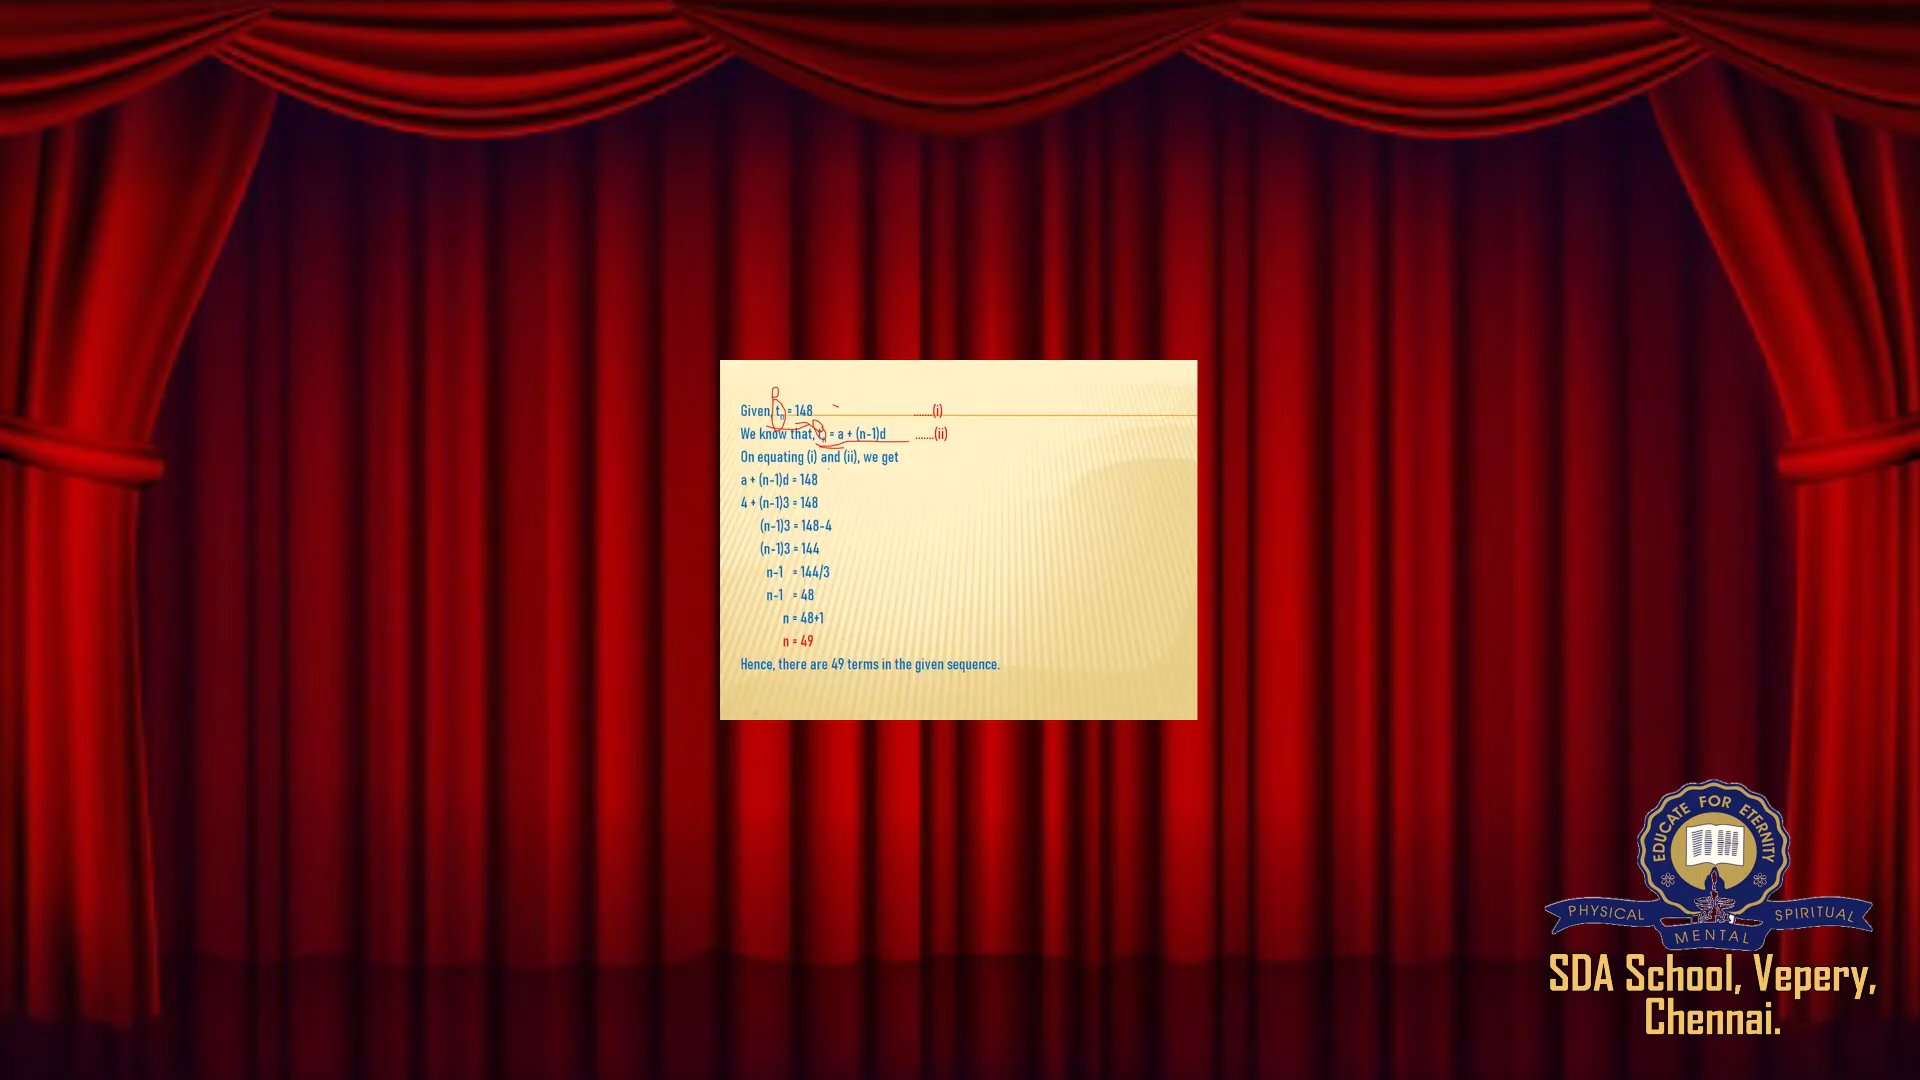 Given, tn = 148 ......(i)
We know that, tn = a + (n-1)d ......(ii)
On equating (i) and (ii), we get
a + (n-1)d = 148
4 + (n-1)3 = 148
(n-1)3 = 148-4
(n-1)3 = 144
n-1 = 144/3
n-1 = 48
n = 48+1
n = 49
Hence, there are 49 terms in the given sequence.
EDUCATE FOR ETERNITY
PHYSICAL MENTAL SPIRITUAL
SDA School, Vepery,
Chennai.